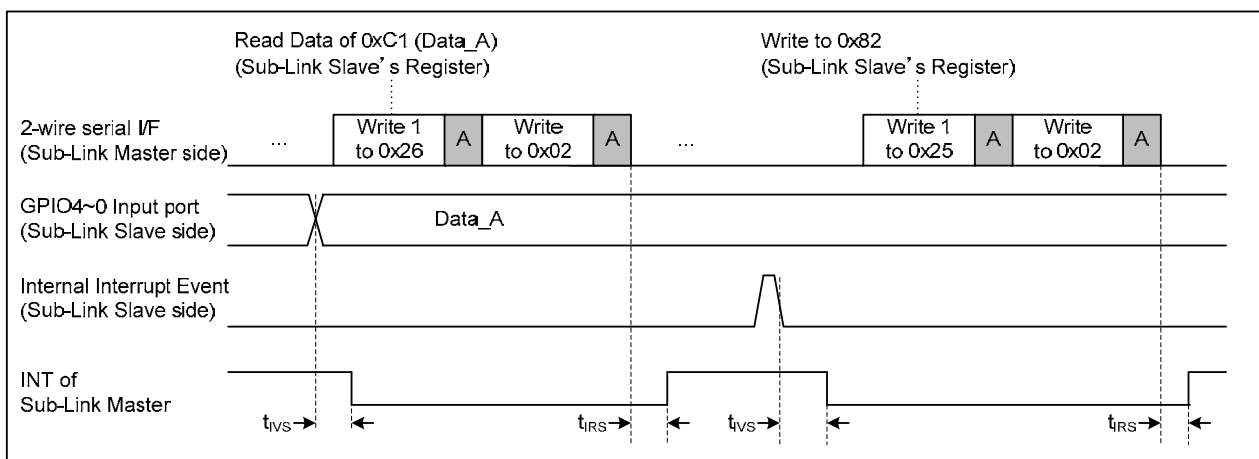 Read Data of 0xC1 (Data_A)
(Sub-Link Slave's Register)
Write to 0x82
(Sub-Link Slave's Register)
2-wire serial I/F
(Sub-Link Master side)
...
Write 1
to 0x26
A
Write
to 0x02
A
...
Write 1
to 0x25
A
Write
to 0x02
A
GPIO4~0 Input port
(Sub-Link Slave side)
Data_A
Internal Interrupt Event
(Sub-Link Slave side)
INT of
Sub-Link Master
tIVS
tIRS
tIVS
tIRS